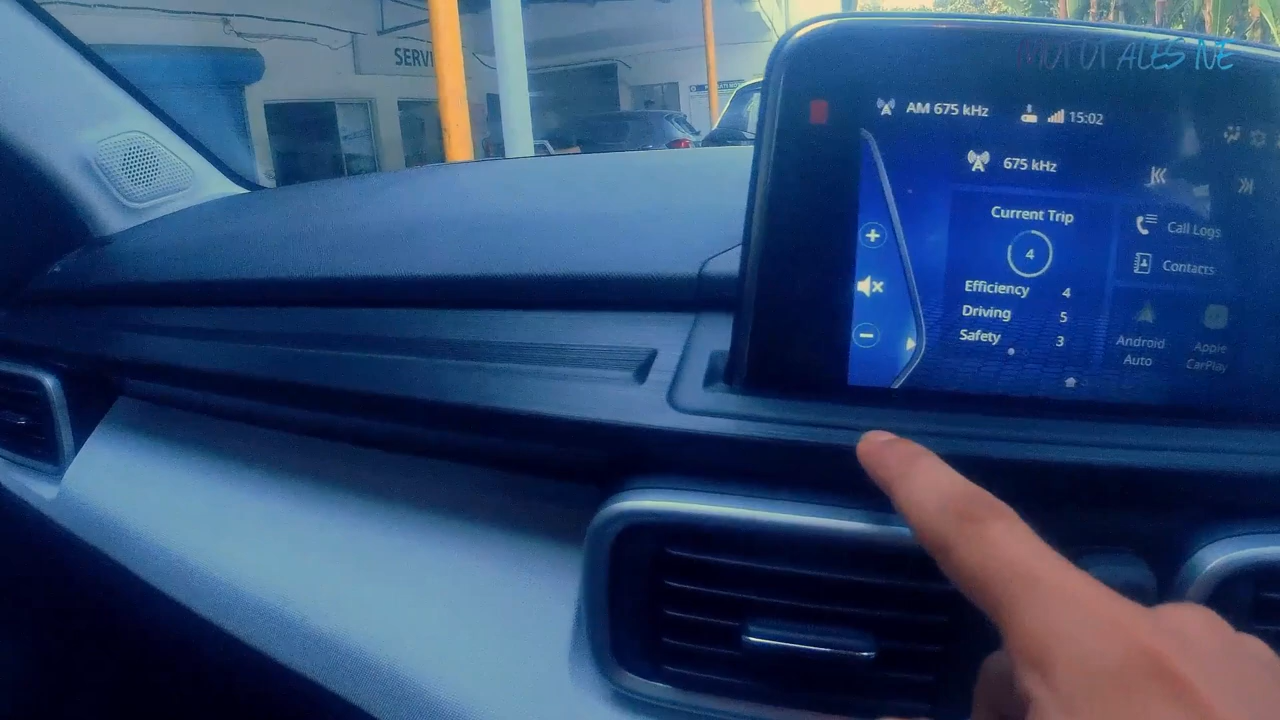 SERVI
AM 675 kHz
15:02
675 kHz
Current Trip
4
Efficiency 4
Driving 5
Safety 3
Call Logs
Contacts
Android Auto
Apple CarPlay